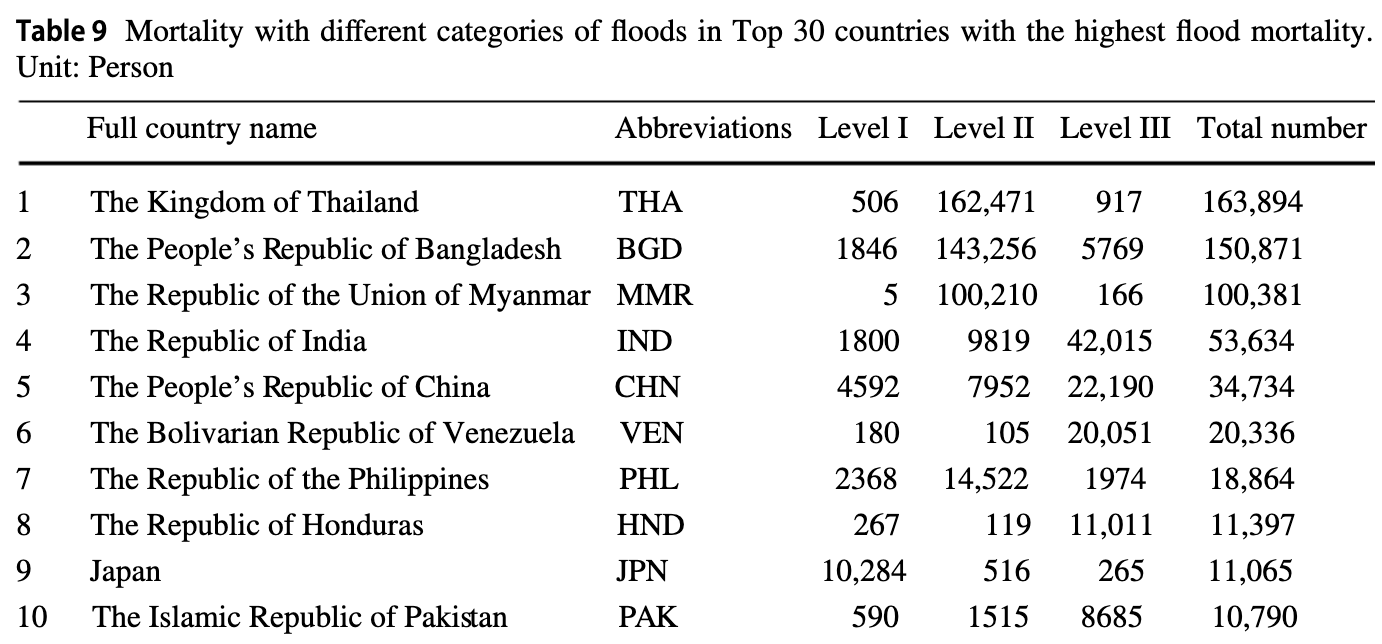 Table 9 Mortality with different categories of floods in Top 30 countries with the highest flood mortality.
Unit: Person
Full country name Abbreviations Level I Level II Level III Total number
1 The Kingdom of Thailand THA 506 162,471 917 163,894
2 The People’s Republic of Bangladesh BGD 1846 143,256 5769 150,871
3 The Republic of the Union of Myanmar MMR 5 100,210 166 100,381
4 The Republic of India IND 1800 9819 42,015 53,634
5 The People’s Republic of China CHN 4592 7952 22,190 34,734
6 The Bolivarian Republic of Venezuela VEN 180 105 20,051 20,336
7 The Republic of the Philippines PHL 2368 14,522 1974 18,864
8 The Republic of Honduras HND 267 119 11,011 11,397
9 Japan JPN 10,284 516 265 11,065
10 The Islamic Republic of Pakistan PAK 590 1515 8685 10,790